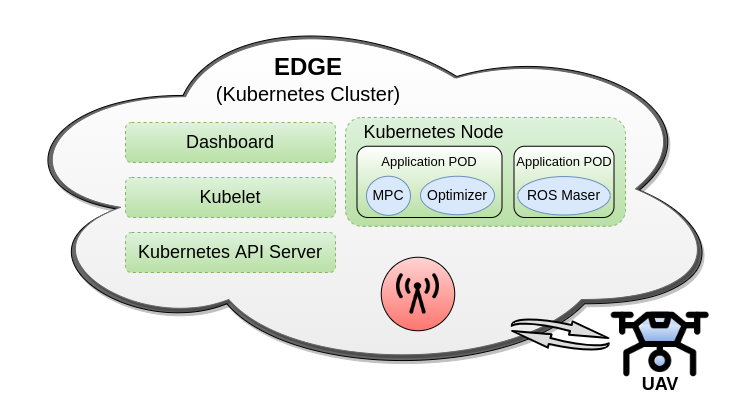 EDGE
(Kubernetes Cluster)
Dashboard
Kubelet
Kubernetes API Server
Kubernetes Node
Application POD
MPC
Optimizer
Application POD
ROS Maser
UAV